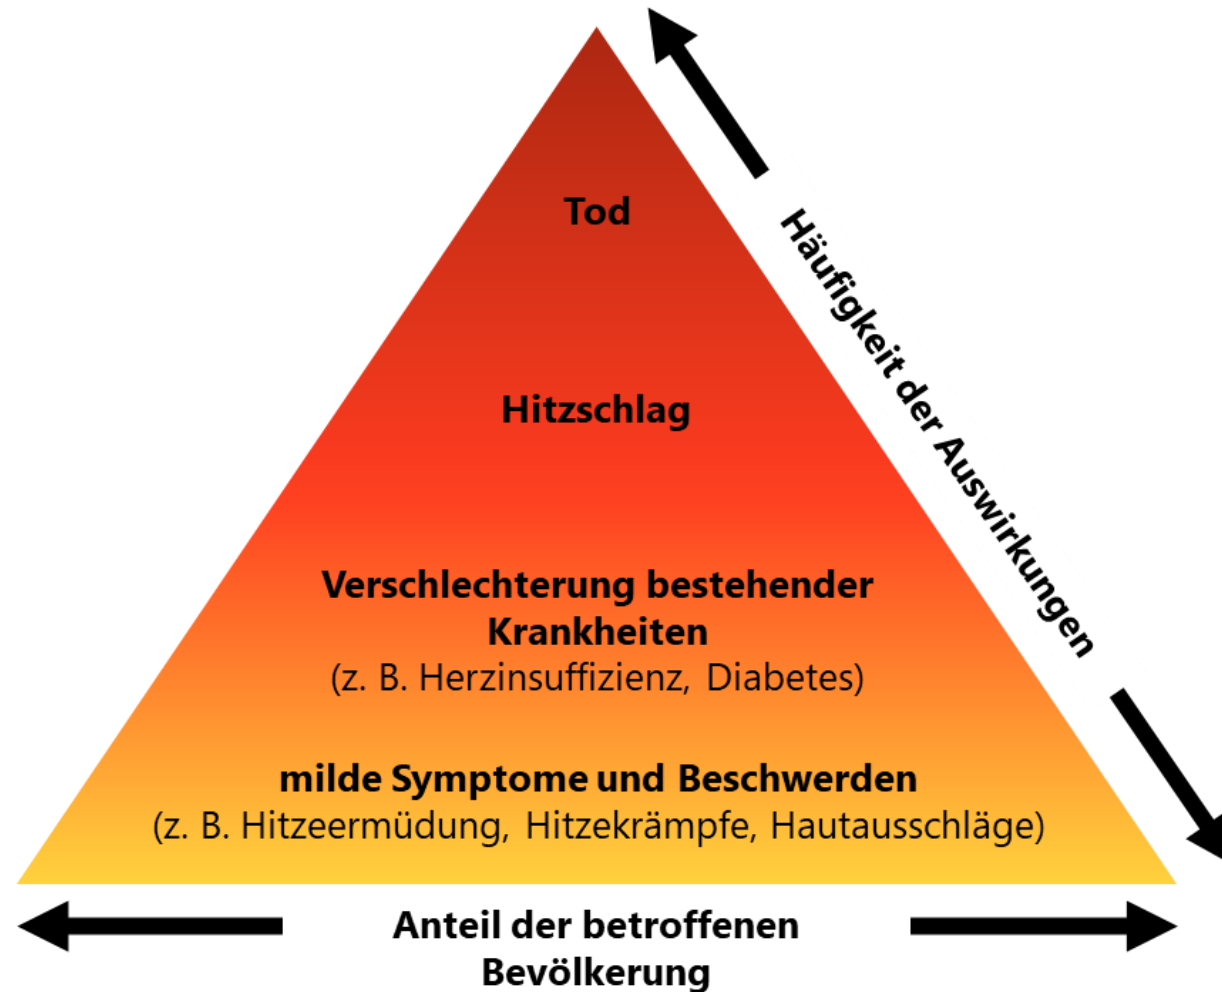 Tod
Häufigkeit der Auswirkungen
Hitzschlag
Verschlechterung bestehender
Krankheiten
(z. B. Herzinsuffizienz, Diabetes)
milde Symptome und Beschwerden
(z. B. Hitzeermüdung, Hitzekrämpfe, Hautausschläge)
Anteil der betroffenen
Bevölkerung